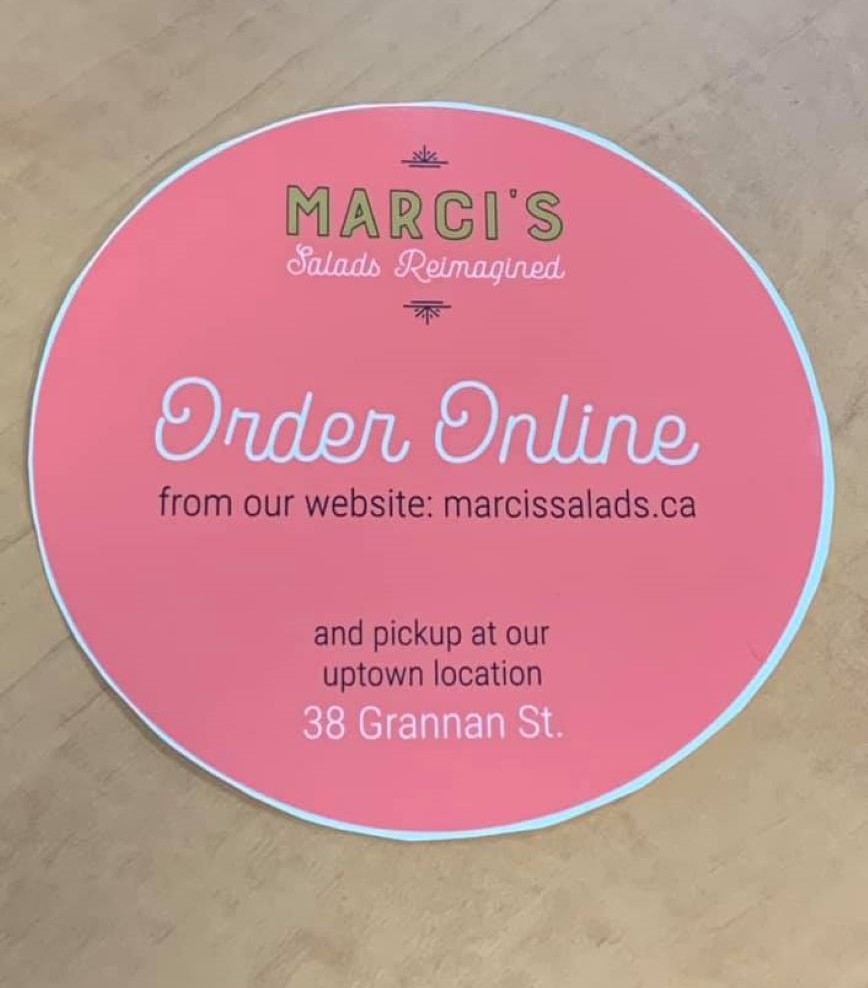 MARCI'S
Salads Reimagined
Order Online
from our website: marcissalads.ca
and pickup at our
uptown location
38 Grannan St.